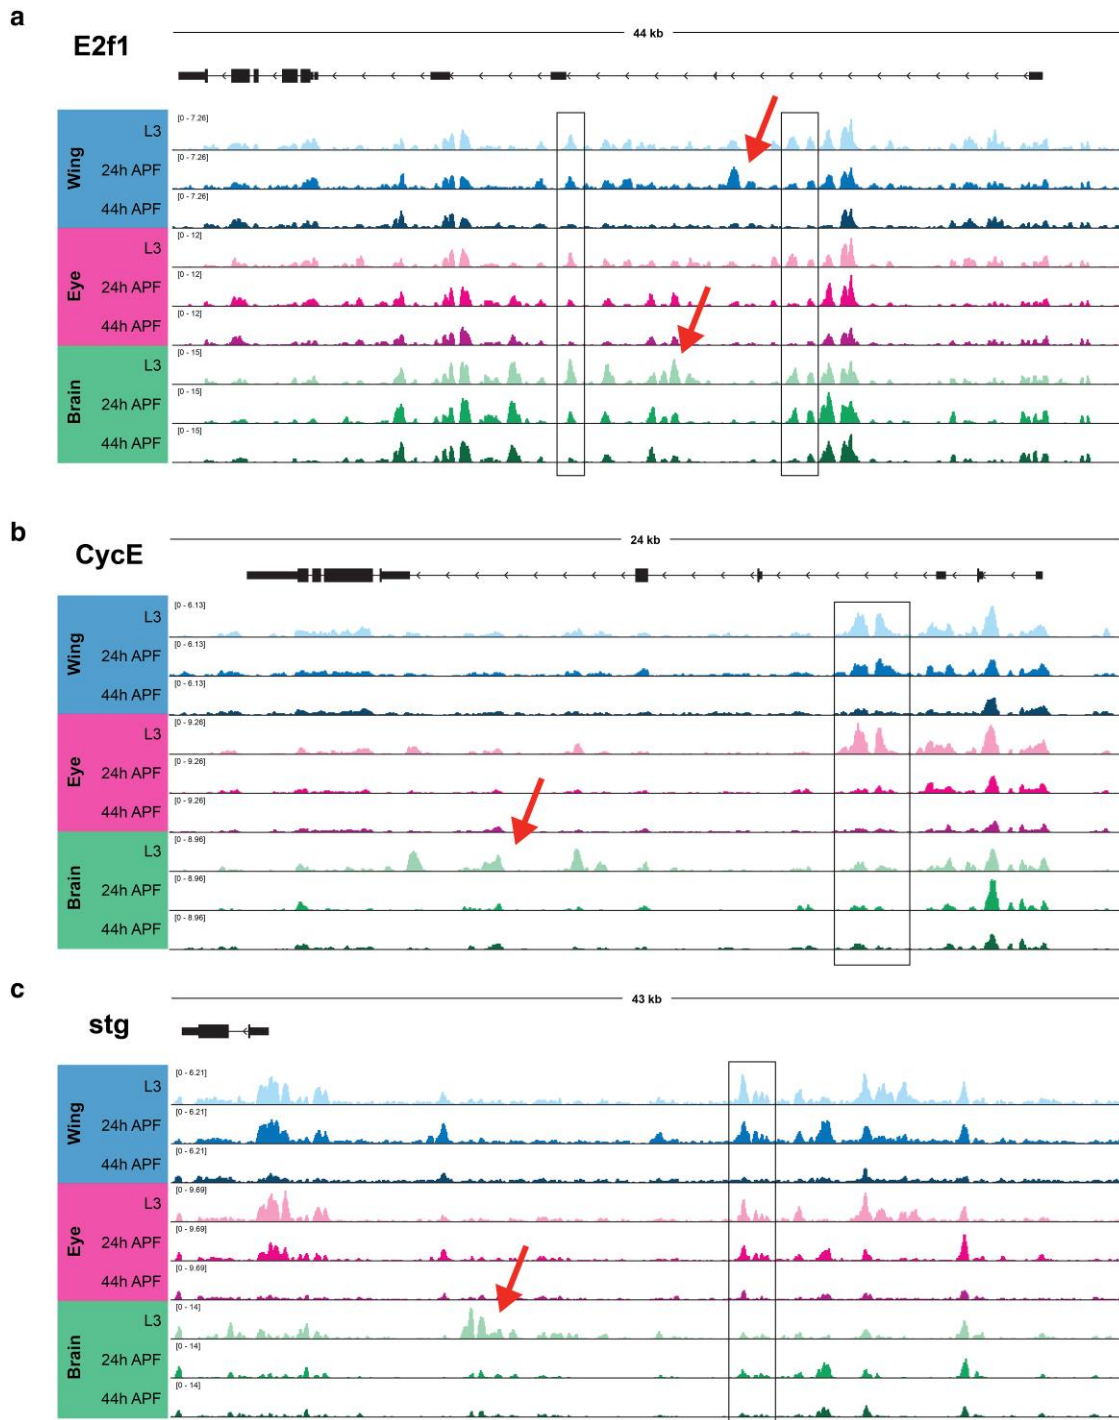 a
E2f1
44 kb
Wing
L3
[0 - 7.26]
24h APF
[0 - 7.26]
44h APF
[0 - 7.26]
Eye
L3
[0 - 12]
24h APF
[0 - 12]
44h APF
[0 - 12]
Brain
L3
[0 - 15]
24h APF
[0 - 15]
44h APF
[0 - 15]
b
CycE
24 kb
Wing
L3
[0 - 6.13]
24h APF
[0 - 6.13]
44h APF
[0 - 6.13]
Eye
L3
[0 - 9.26]
24h APF
[0 - 9.26]
44h APF
[0 - 9.26]
Brain
L3
[0 - 8.96]
24h APF
[0 - 8.96]
44h APF
[0 - 8.96]
c
stg
43 kb
Wing
L3
[0 - 6.21]
24h APF
[0 - 6.21]
44h APF
[0 - 6.21]
Eye
L3
[0 - 9.69]
24h APF
[0 - 9.69]
44h APF
[0 - 9.69]
Brain
L3
[0 - 14]
24h APF
[0 - 14]
44h APF
[0 - 14]